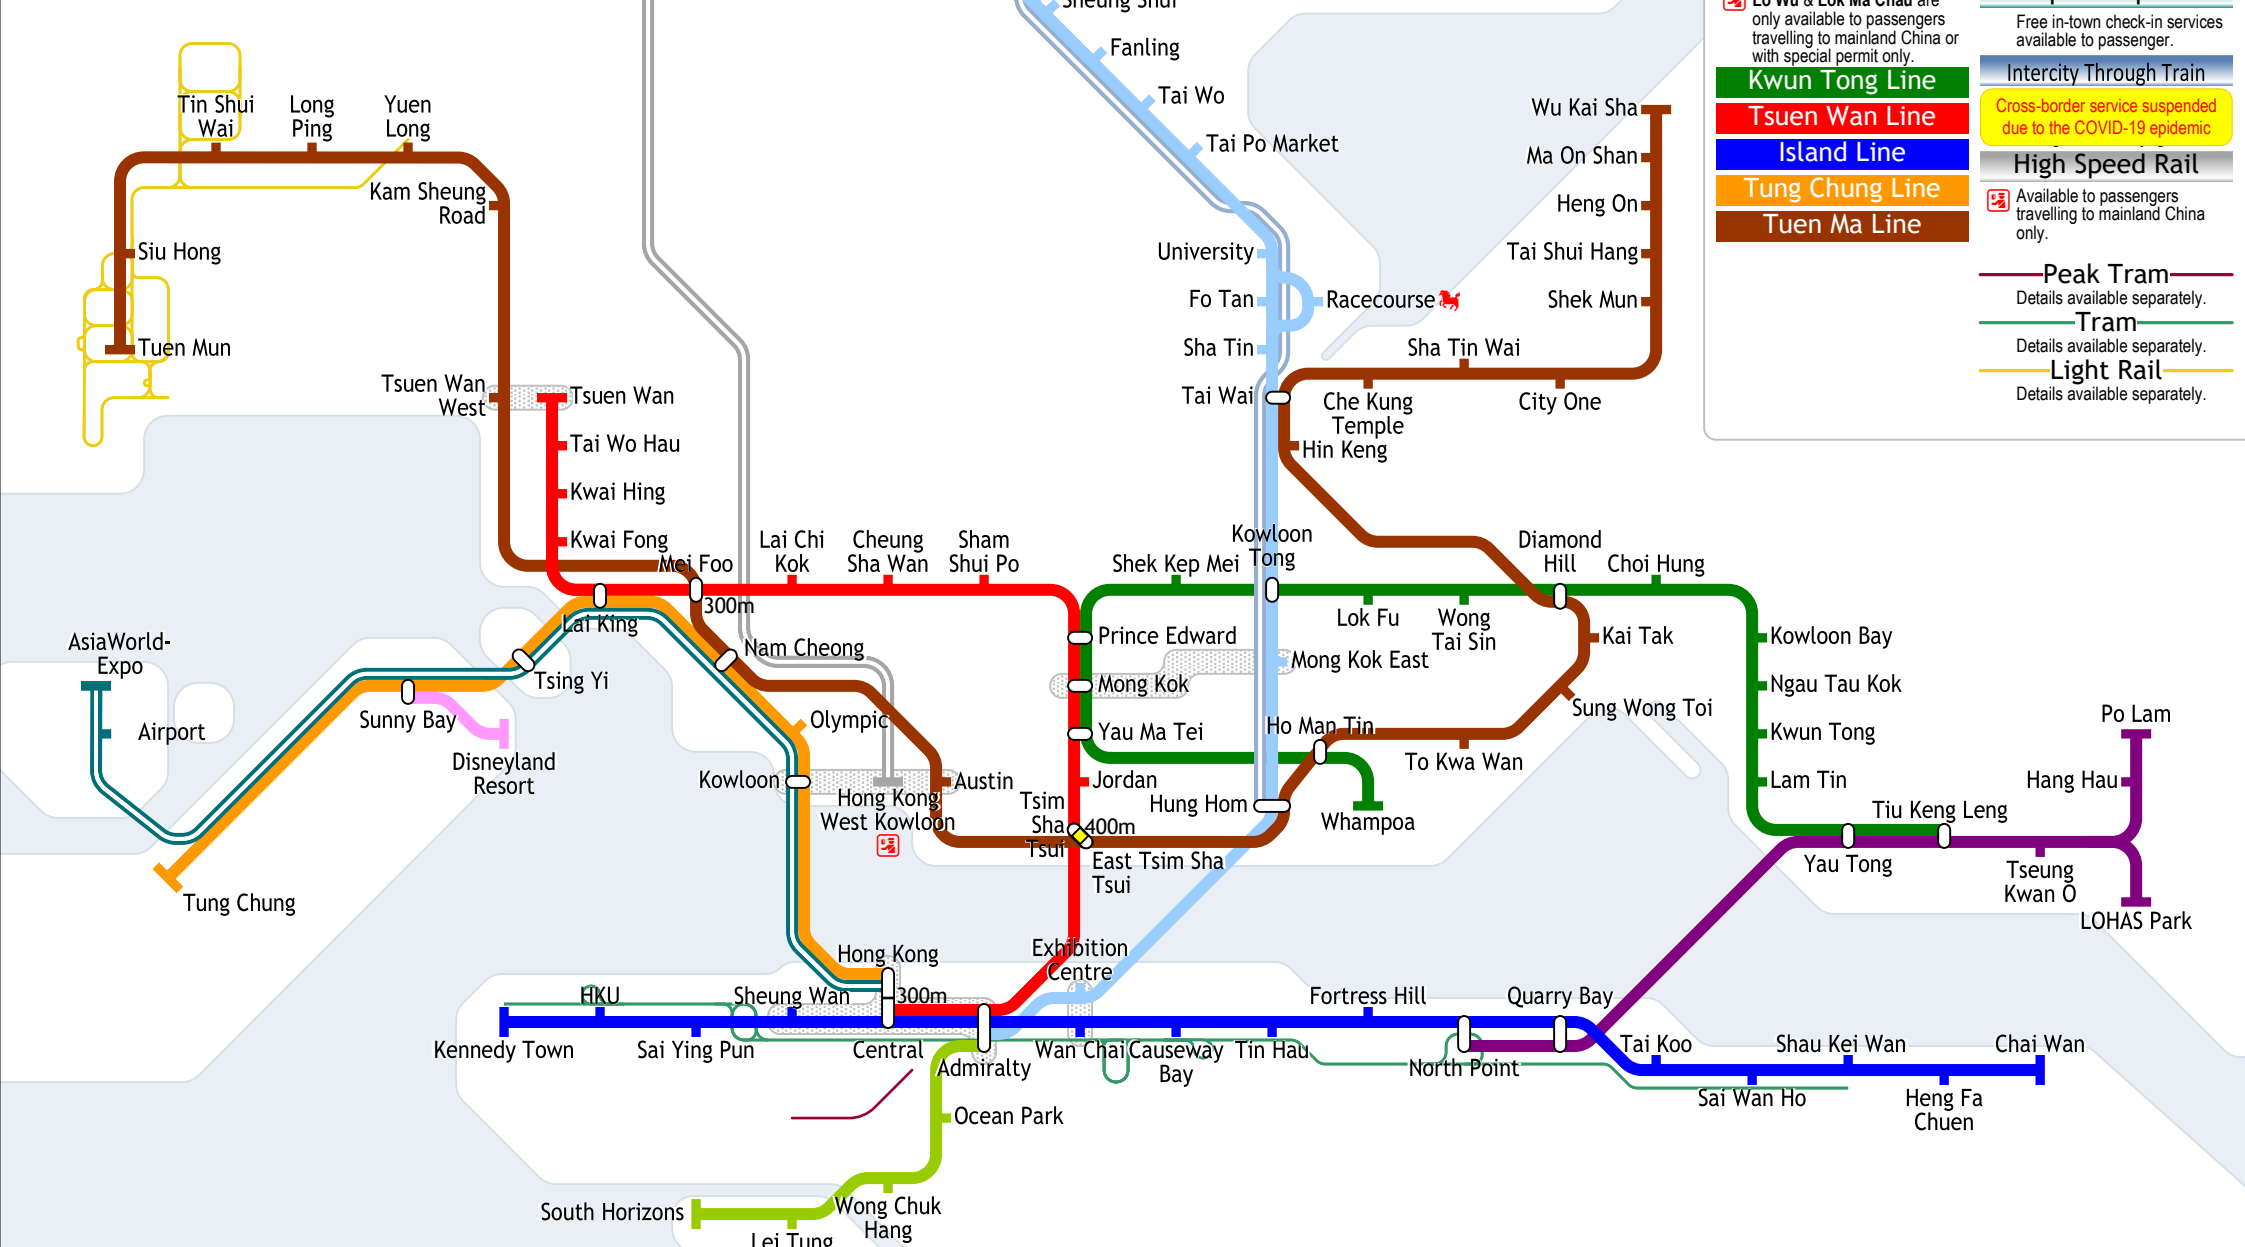 Sheung Shui
Fanling
Tai Wo
Tai Po Market
University
Fo Tan
Racecourse
Sha Tin
Tai Wai
Tin Shui
Wai
Long
Ping
Yuen
Long
Kam Sheung
Road
Siu Hong
Tuen Mun
Tsuen Wan
West
Tsuen Wan
Tai Wo Hau
Kwai Hing
Kwai Fong
Mei Foo
300m
Lai Chi
Kok
Cheung
Sha Wan
Sham
Shui Po
Lai King
Nam Cheong
AsiaWorld-
Expo
Airport
Tsing Yi
Sunny Bay
Disneyland
Resort
Tung Chung
Olympic
Kowloon
Hong Kong
West Kowloon
Austin
Wu Kai Sha
Ma On Shan
Heng On
Tai Shui Hang
Shek Mun
Sha Tin Wai
Che Kung
Temple
City One
Hin Keng
Shek Kep Mei
Kowloon
Tong
Lok Fu
Wong
Tai Sin
Diamond
Hill
Choi Hung
Prince Edward
Mong Kok
Mong Kok East
Yau Ma Tei
Jordan
Tsim
Sha
Tsui
400m
East Tsim Sha
Tsui
Hung Hom
Ho Man Tin
Whampoa
To Kwa Wan
Sung Wong Toi
Kai Tak
Kowloon Bay
Ngau Tau Kok
Kwun Tong
Lam Tin
Yau Tong
Tiu Keng Leng
Tseung
Kwan O
Hang Hau
Po Lam
LOHAS Park
Hong Kong
300m
Exhibition
Centre
HKU
Sheung Wan
Kennedy Town
Sai Ying Pun
Central
Admiralty
Wan Chai
Causeway
Bay
Tin Hau
Fortress Hill
North Point
Quarry Bay
Tai Koo
Sai Wan Ho
Shau Kei Wan
Heng Fa
Chuen
Chai Wan
Ocean Park
Wong Chuk
Hang
Lei Tung
South Horizons
Lo Wu & Lok Ma Chau are
only available to passengers
travelling to mainland China or
with special permit only.
Kwun Tong Line
Tsuen Wan Line
Island Line
Tung Chung Line
Tuen Ma Line
Free in-town check-in services
available to passenger.
Intercity Through Train
Cross-border service suspended
due to the COVID-19 epidemic
High Speed Rail
Available to passengers
travelling to mainland China
only.
Peak Tram
Details available separately.
Tram
Details available separately.
Light Rail
Details available separately.